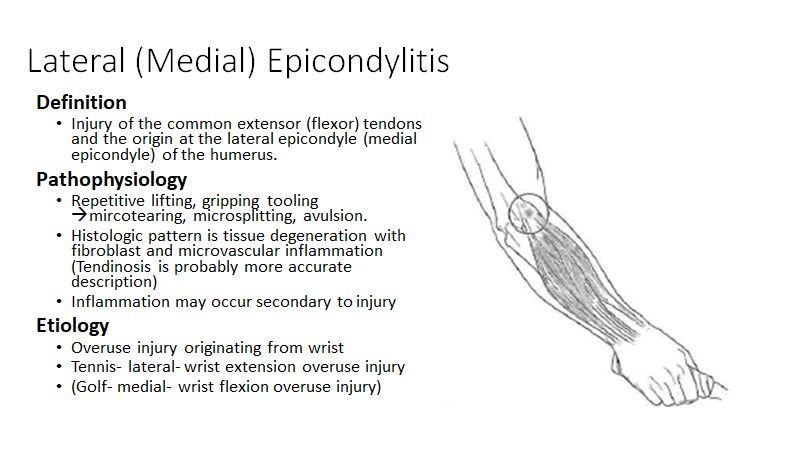 Lateral (Medial) Epicondylitis
Definition
• Injury of the common extensor (flexor) tendons
and the origin at the lateral epicondyle (medial
epicondyle) of the humerus.
Pathophysiology
• Repetitive lifting, gripping tooling
→mircotearing, microsplitting, avulsion.
• Histologic pattern is tissue degeneration with
fibroblast and microvascular inflammation
(Tendinosis is probably more accurate
description)
• Inflammation may occur secondary to injury
Etiology
• Overuse injury originating from wrist
• Tennis- lateral- wrist extension overuse injury
• (Golf- medial- wrist flexion overuse injury)